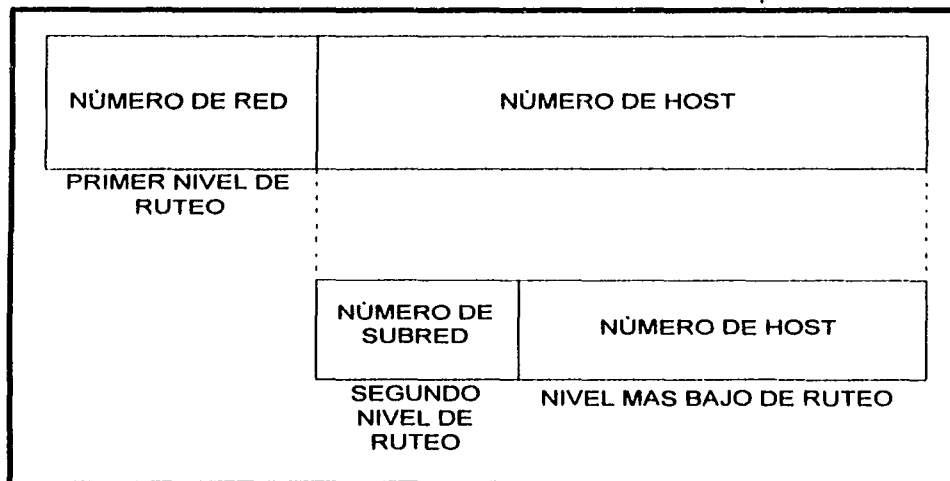 NÚMERO DE RED
NÚMERO DE HOST
PRIMER NIVEL DE
RUTEO
NÚMERO DE
SUBRED
NÚMERO DE HOST
SEGUNDO
NIVEL DE
RUTEO
NIVEL MAS BAJO DE RUTEO